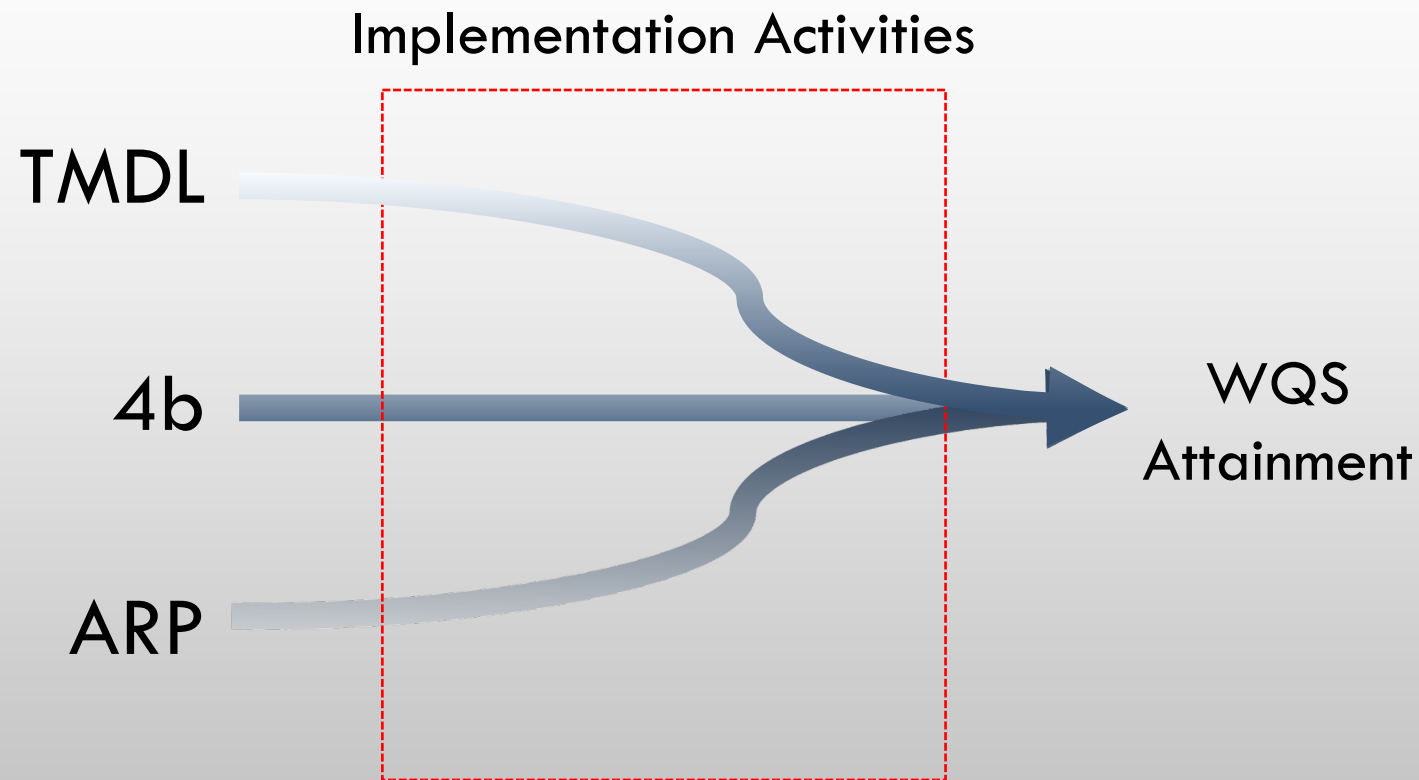 Implementation Activities
TMDL
4b
WQS
Attainment
ARP